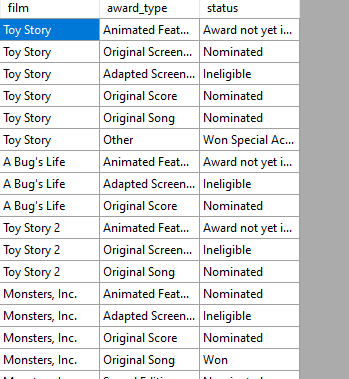 film award_type status
Toy Story Animated Feat... Award not yet i...
Toy Story Original Screen... Nominated
Toy Story Adapted Screen... Ineligible
Toy Story Original Score Nominated
Toy Story Original Song Nominated
Toy Story Other Won Special Ac...
A Bug's Life Animated Feat... Award not yet i...
A Bug's Life Adapted Screen... Ineligible
A Bug's Life Original Score Nominated
Toy Story 2 Animated Feat... Award not yet i...
Toy Story 2 Original Screen... Ineligible
Toy Story 2 Original Song Nominated
Monsters, Inc. Animated Feat... Nominated
Monsters, Inc. Adapted Screen... Ineligible
Monsters, Inc. Original Score Nominated
Monsters, Inc. Original Song Won